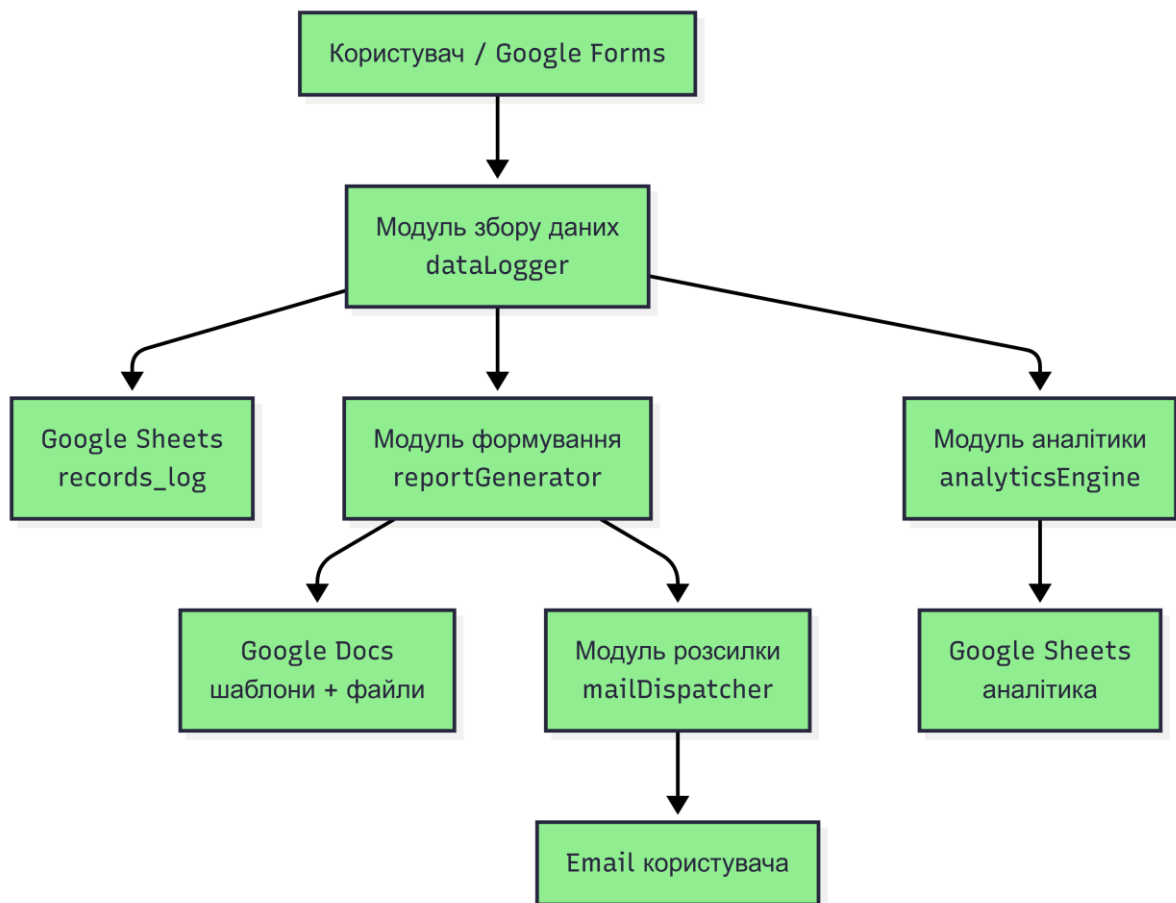 Користувач / Google Forms
Модуль збору даних
dataLogger
Google Sheets
records_log
Модуль формування
reportGenerator
Модуль аналітики
analyticsEngine
Google Docs
шаблони + файли
Модуль розсилки
mailDispatcher
Google Sheets
аналітика
Email користувача